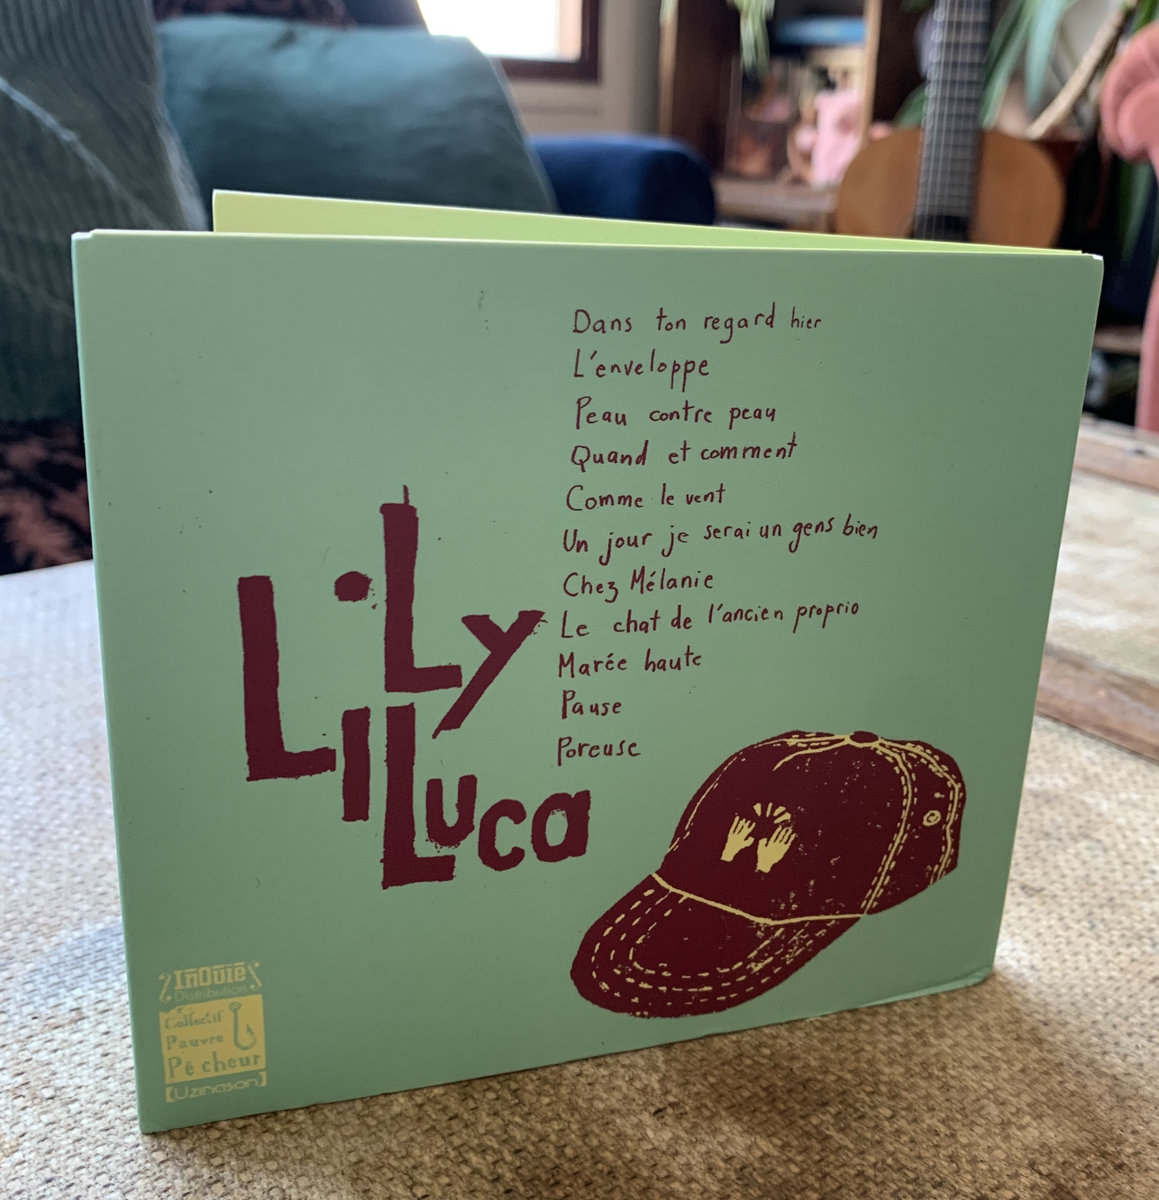 Dans ton regard hier
L'enveloppe
Peau contre peau
Quand et comment
Comme le vent
Un jour je serai un gens bien
Chez Mélanie
Le chat de l'ancien proprio
Marée haute
Pause
Poreuse
LiLy
LiLuca
InOuïe
Distribution
Collectif
Pauvre
Pêcheur
[Uzinason]